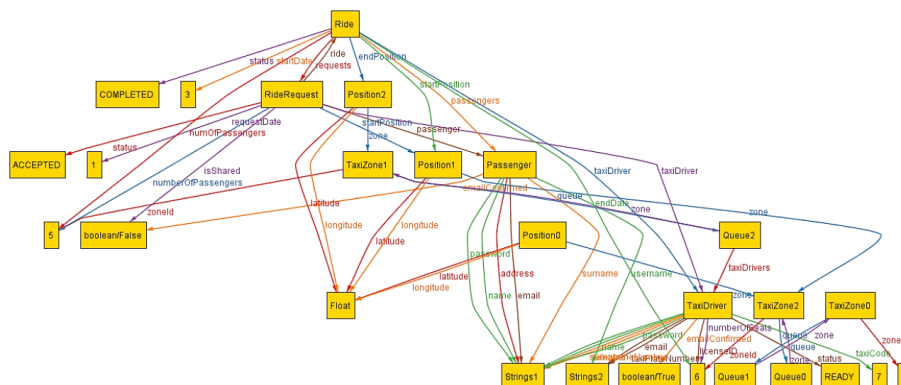 Ride
ride
requests
status
startDate
endPosition
startPosition
passengers
COMPLETED
3
RideRequest
Position2
requestDate
numOfPassengers
status
startPosition
zone
passenger
ACCEPTED
1
TaxiZone1
Position1
Passenger
isShared
numberOfPassengers
emailConfirmed
taxiDriver
taxiDriver
zoneId
latitude
longitude
longitude
queue
endDate
zone
zone
5
boolean/False
Position0
Queue2
latitude
password
address
surname
username
taxiDrivers
latitude
longitude
name
email
zone
Float
TaxiDriver
TaxiZone2
TaxiZone0
password
numberOfSeats
emailConfirmed
queue
queue
zone
name
email
licenseID
zoneId
zone
status
taxiCode
zoneId
Strings1
Strings2
boolean/True
6
Queue1
Queue0
READY
7